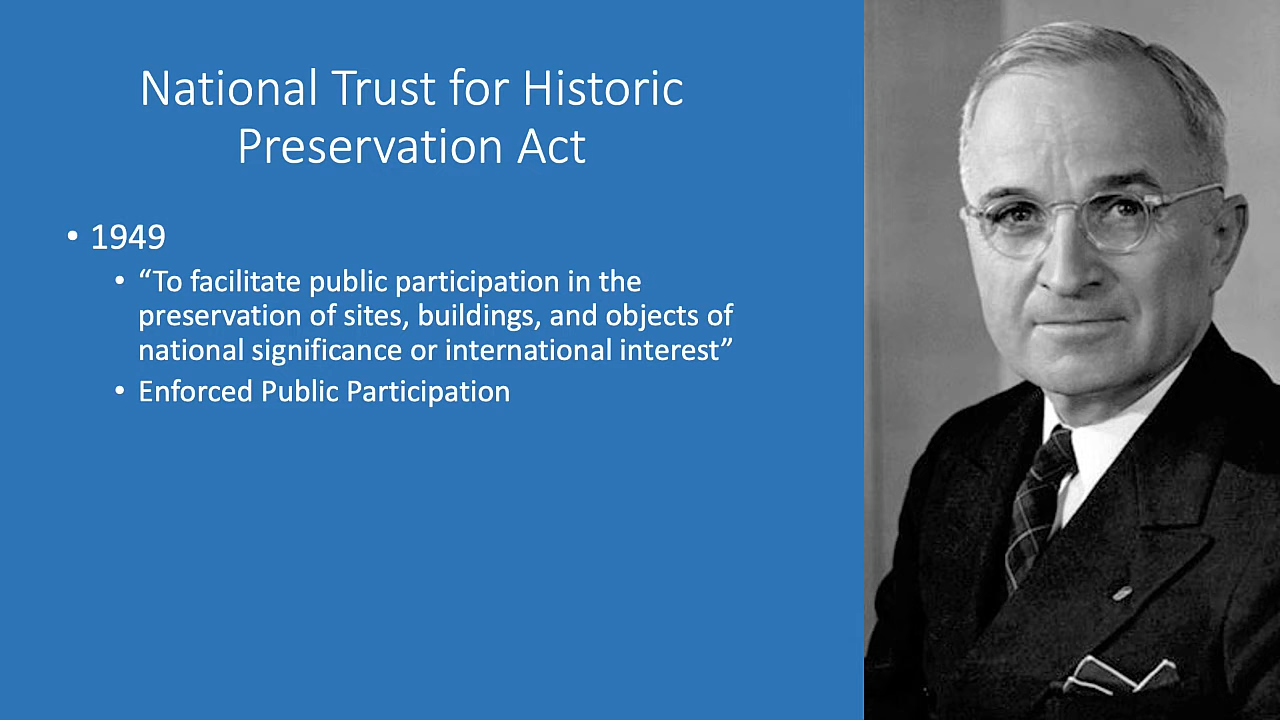 National Trust for Historic
Preservation Act
• 1949
• “To facilitate public participation in the
preservation of sites, buildings, and objects of
national significance or international interest”
• Enforced Public Participation